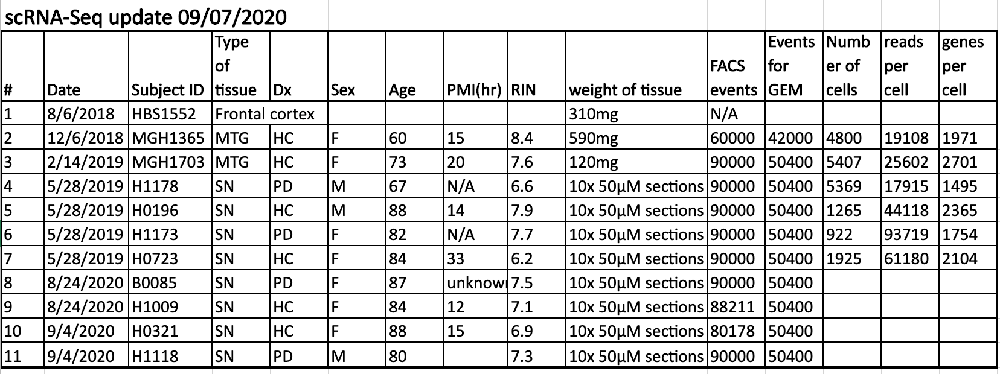 scRNA-Seq update 09/07/2020
# Date Subject ID Type of tissue Dx Sex Age PMI(hr) RIN weight of tissue FACS events Events for GEM Numb er of cells reads per cell genes per cell
1 8/6/2018 HBS1552 Frontal cortex 310mg N/A
2 12/6/2018 MGH1365 MTG HC F 60 15 8.4 590mg 60000 42000 4800 19108 1971
3 2/14/2019 MGH1703 MTG HC F 73 20 7.6 120mg 90000 50400 5407 25602 2701
4 5/28/2019 H1178 SN PD M 67 N/A 6.6 10x 50µM sections 90000 50400 5369 17915 1495
5 5/28/2019 H0196 SN HC M 88 14 7.9 10x 50µM sections 90000 50400 1265 44118 2365
6 5/28/2019 H1173 SN PD F 82 N/A 7.7 10x 50µM sections 90000 50400 922 93719 1754
7 5/28/2019 H0723 SN HC F 84 33 6.2 10x 50µM sections 90000 50400 1925 61180 2104
8 8/24/2020 B0085 SN PD F 87 unknow 7.5 10x 50µM sections 90000 50400
9 8/24/2020 H1009 SN HC F 84 12 7.1 10x 50µM sections 88211 50400
10 9/4/2020 H0321 SN HC F 88 15 6.9 10x 50µM sections 80178 50400
11 9/4/2020 H1118 SN PD M 80 7.3 10x 50µM sections 90000 50400